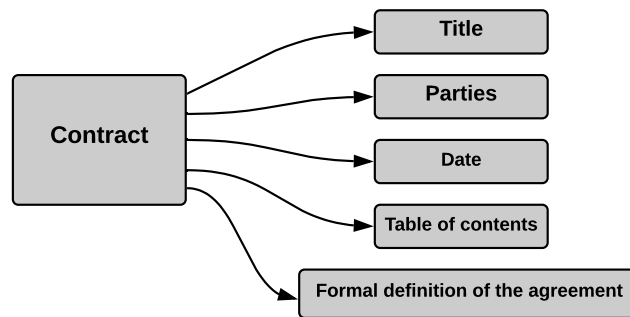 Contract
Title
Parties
Date
Table of contents
Formal definition of the agreement